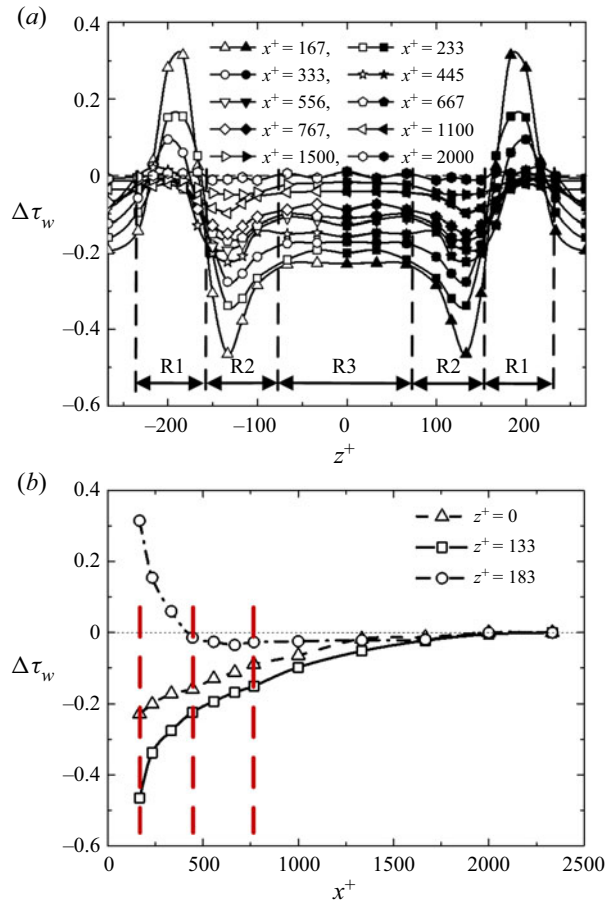 (a)
0.4
0.2
0
−0.2
−0.4
−0.6
Δτw
x+ = 167, x+ = 233
x+ = 333, x+ = 445
x+ = 556, x+ = 667
x+ = 767, x+ = 1100
x+ = 1500, x+ = 2000
R1 R2 R3 R2 R1
−200 −100 0 100 200
z+
(b)
0.4
0.2
0
−0.2
−0.4
−0.6
Δτw
z+ = 0
z+ = 133
z+ = 183
0 500 1000 1500 2000 2500
x+